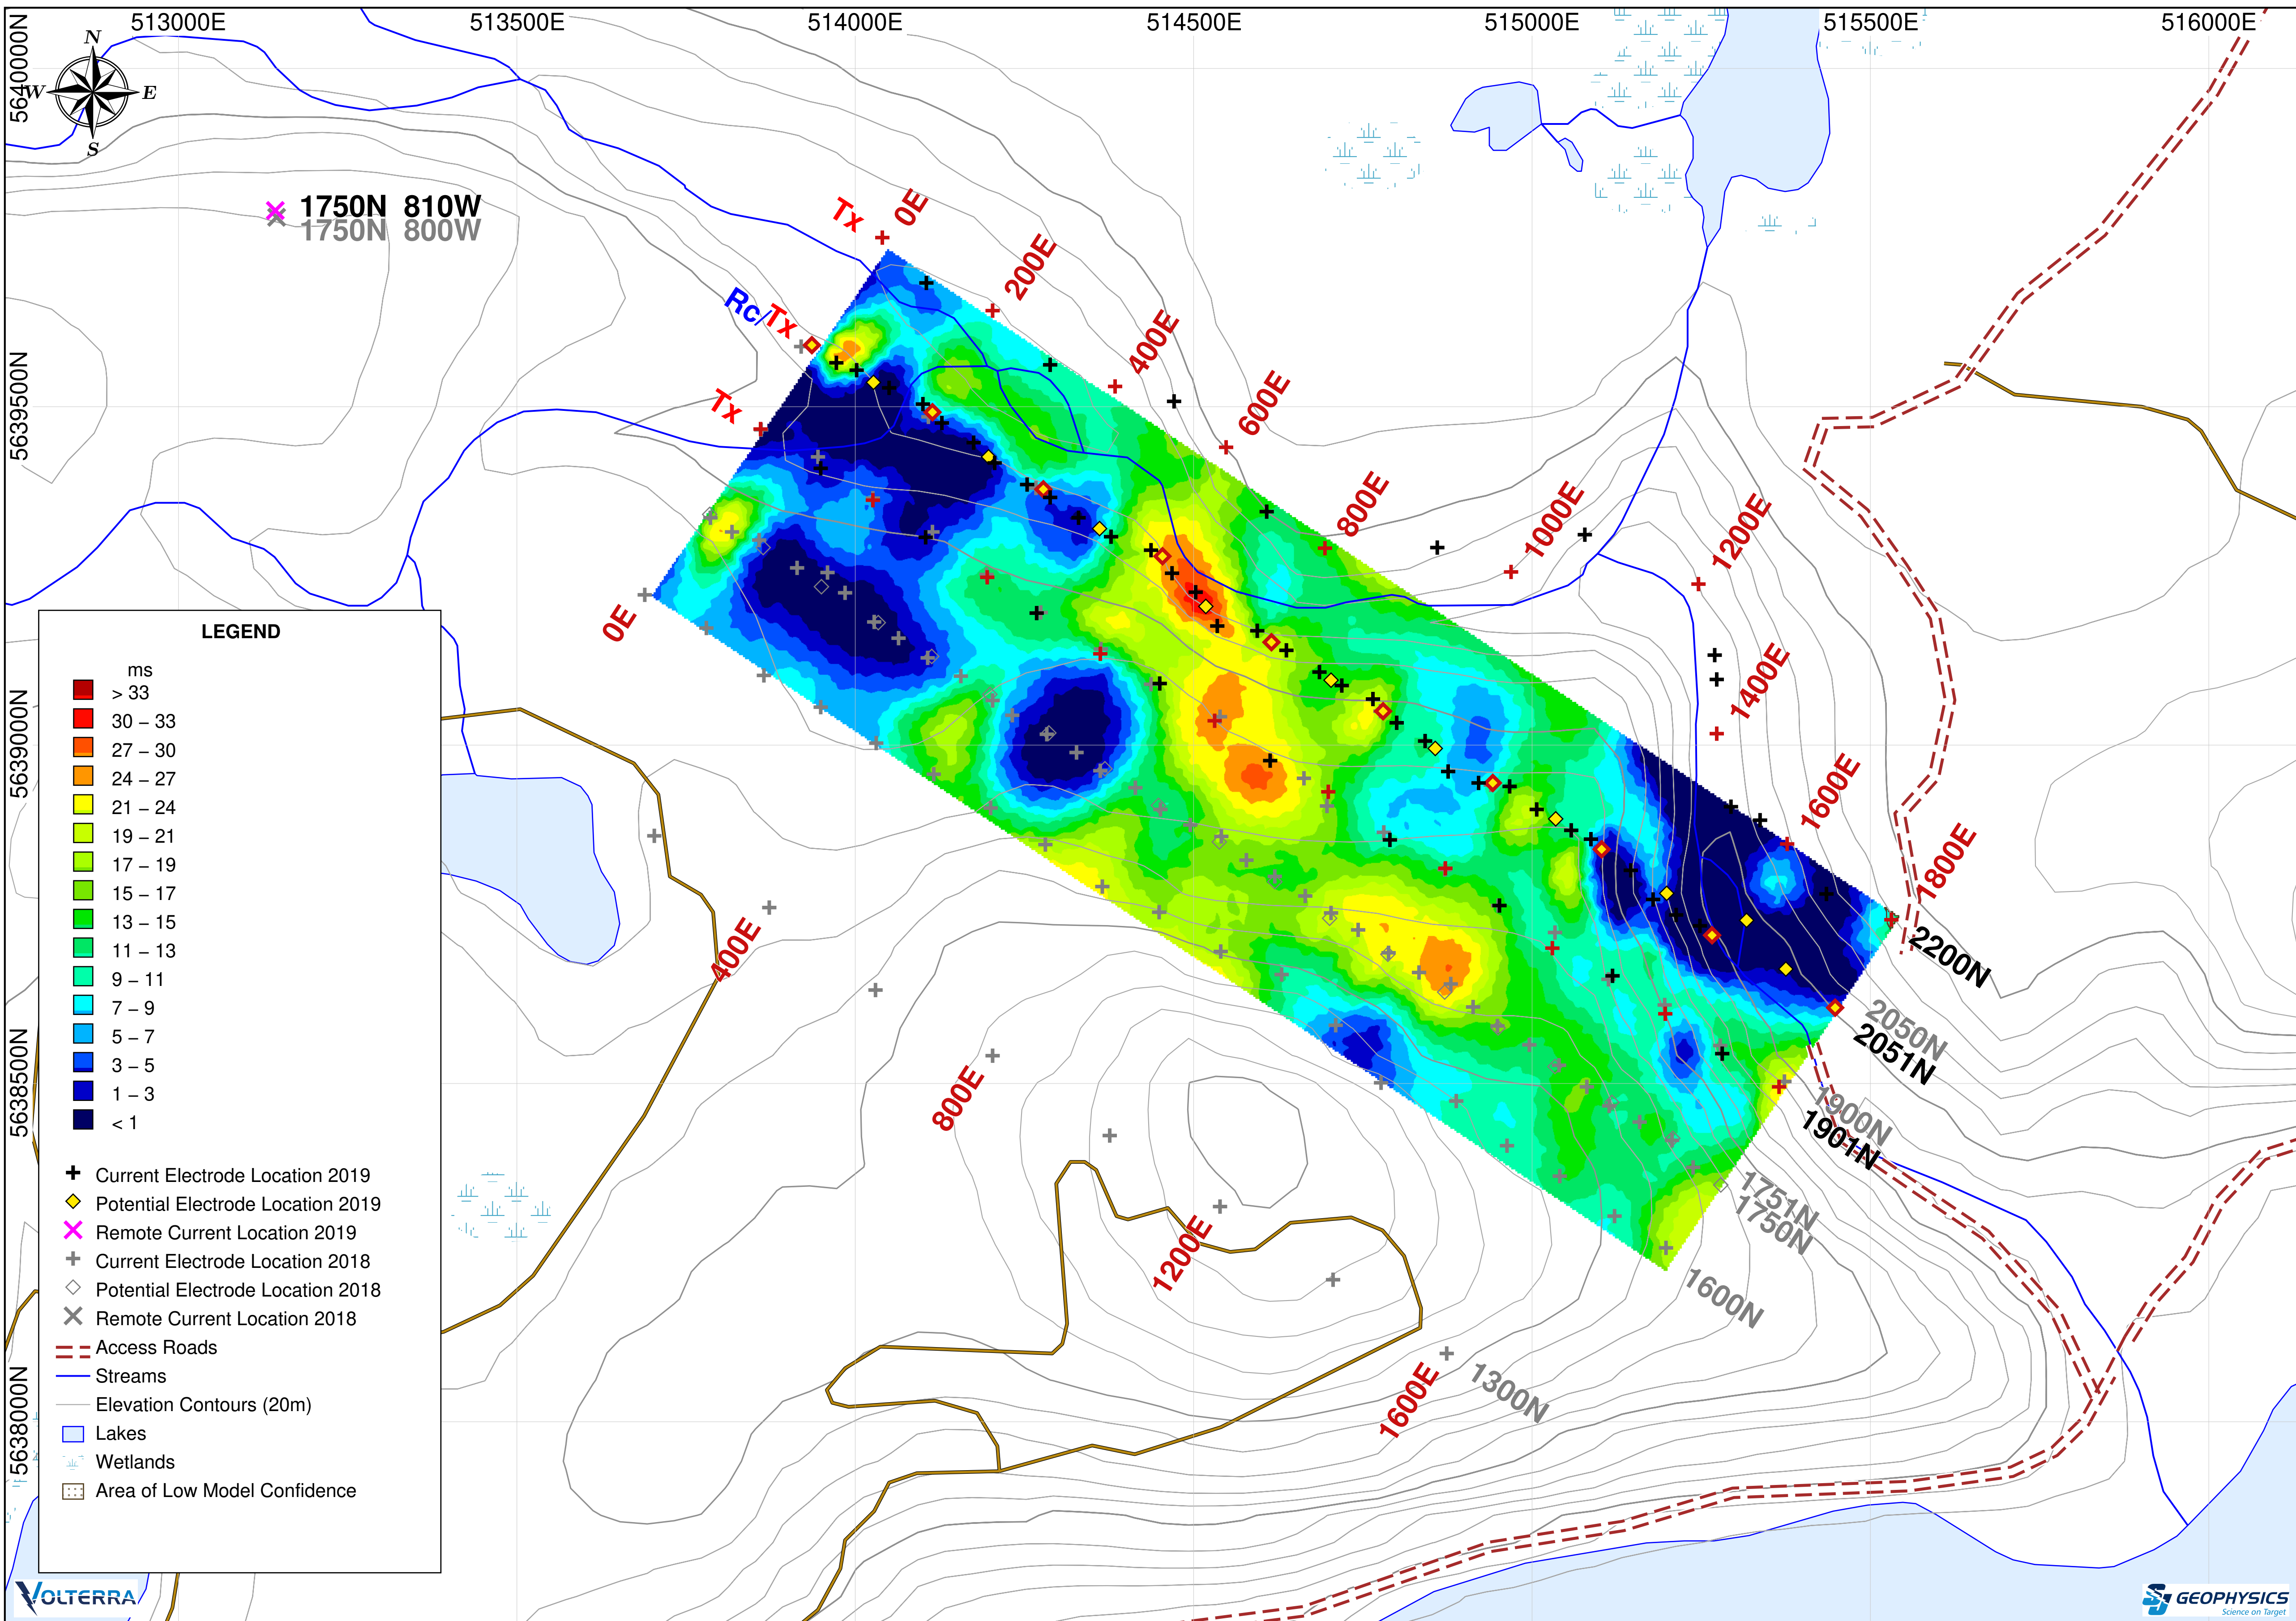 513000E 513500E 514000E 514500E 515000E 515500E 516000E
5640000N
5639500N
5639000N
5638500N
5638000N
N
W E
S
1750N 810W
1750N 800W
Tx
0E
Rc/Tx
200E
Tx
400E
600E
800E
1000E
1200E
1400E
1600E
1800E
0E
400E
800E
1200E
1600E
2200N
2050N
2051N
1900N
1901N
1751N
1750N
1600N
1300N
LEGEND
ms
> 33
30 – 33
27 – 30
24 – 27
21 – 24
19 – 21
17 – 19
15 – 17
13 – 15
11 – 13
9 – 11
7 – 9
5 – 7
3 – 5
1 – 3
< 1
Current Electrode Location 2019
Potential Electrode Location 2019
Remote Current Location 2019
Current Electrode Location 2018
Potential Electrode Location 2018
Remote Current Location 2018
Access Roads
Streams
Elevation Contours (20m)
Lakes
Wetlands
Area of Low Model Confidence
VOLTERRA
SJ GEOPHYSICS
Science on Target